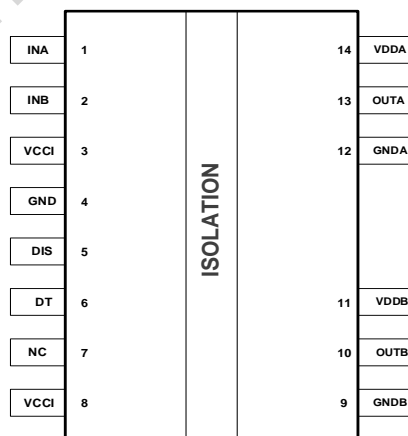 INA 1 14 VDDA
INB 2 13 OUTA
VCCI 3 12 GNDA
GND 4
DIS 5
DT 6 11 VDDB
NC 7 10 OUTB
VCCI 8 9 GNDB
ISOLATION